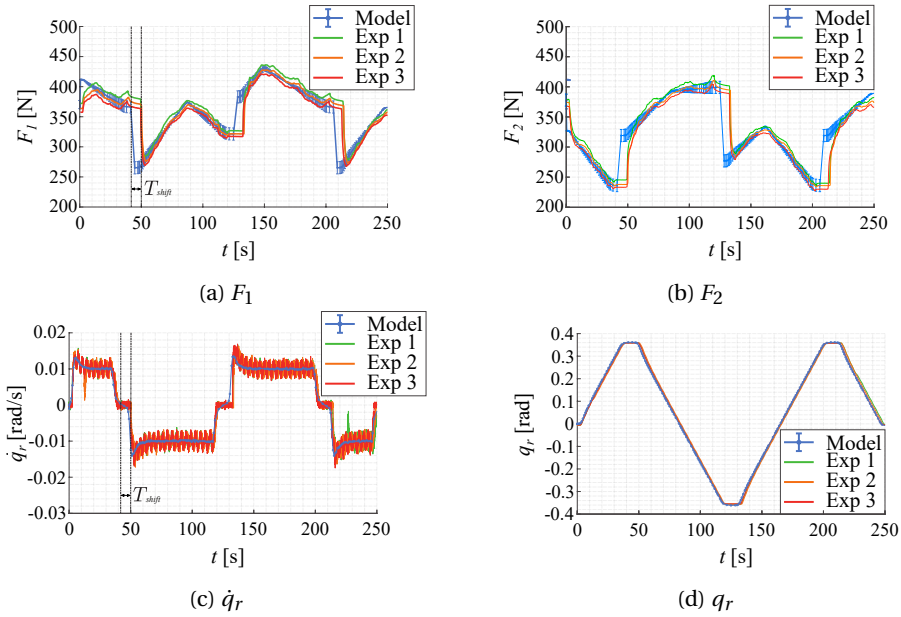 500
450
400
350
300
250
200
F1 [N]
0 50 100 150 200 250
t [s]
T shift
Model
Exp 1
Exp 2
Exp 3
(a) F1
500
450
400
350
300
250
200
F2 [N]
0 50 100 150 200 250
t [s]
Model
Exp 1
Exp 2
Exp 3
(b) F2
0.02
0.01
0
-0.01
-0.02
-0.03
q̇r [rad/s]
0 50 100 150 200 250
t [s]
T shift
Model
Exp 1
Exp 2
Exp 3
(c) q̇r
0.4
0.3
0.2
0.1
0
-0.1
-0.2
-0.3
-0.4
qr [rad]
0 50 100 150 200 250
t [s]
Model
Exp 1
Exp 2
Exp 3
(d) qr